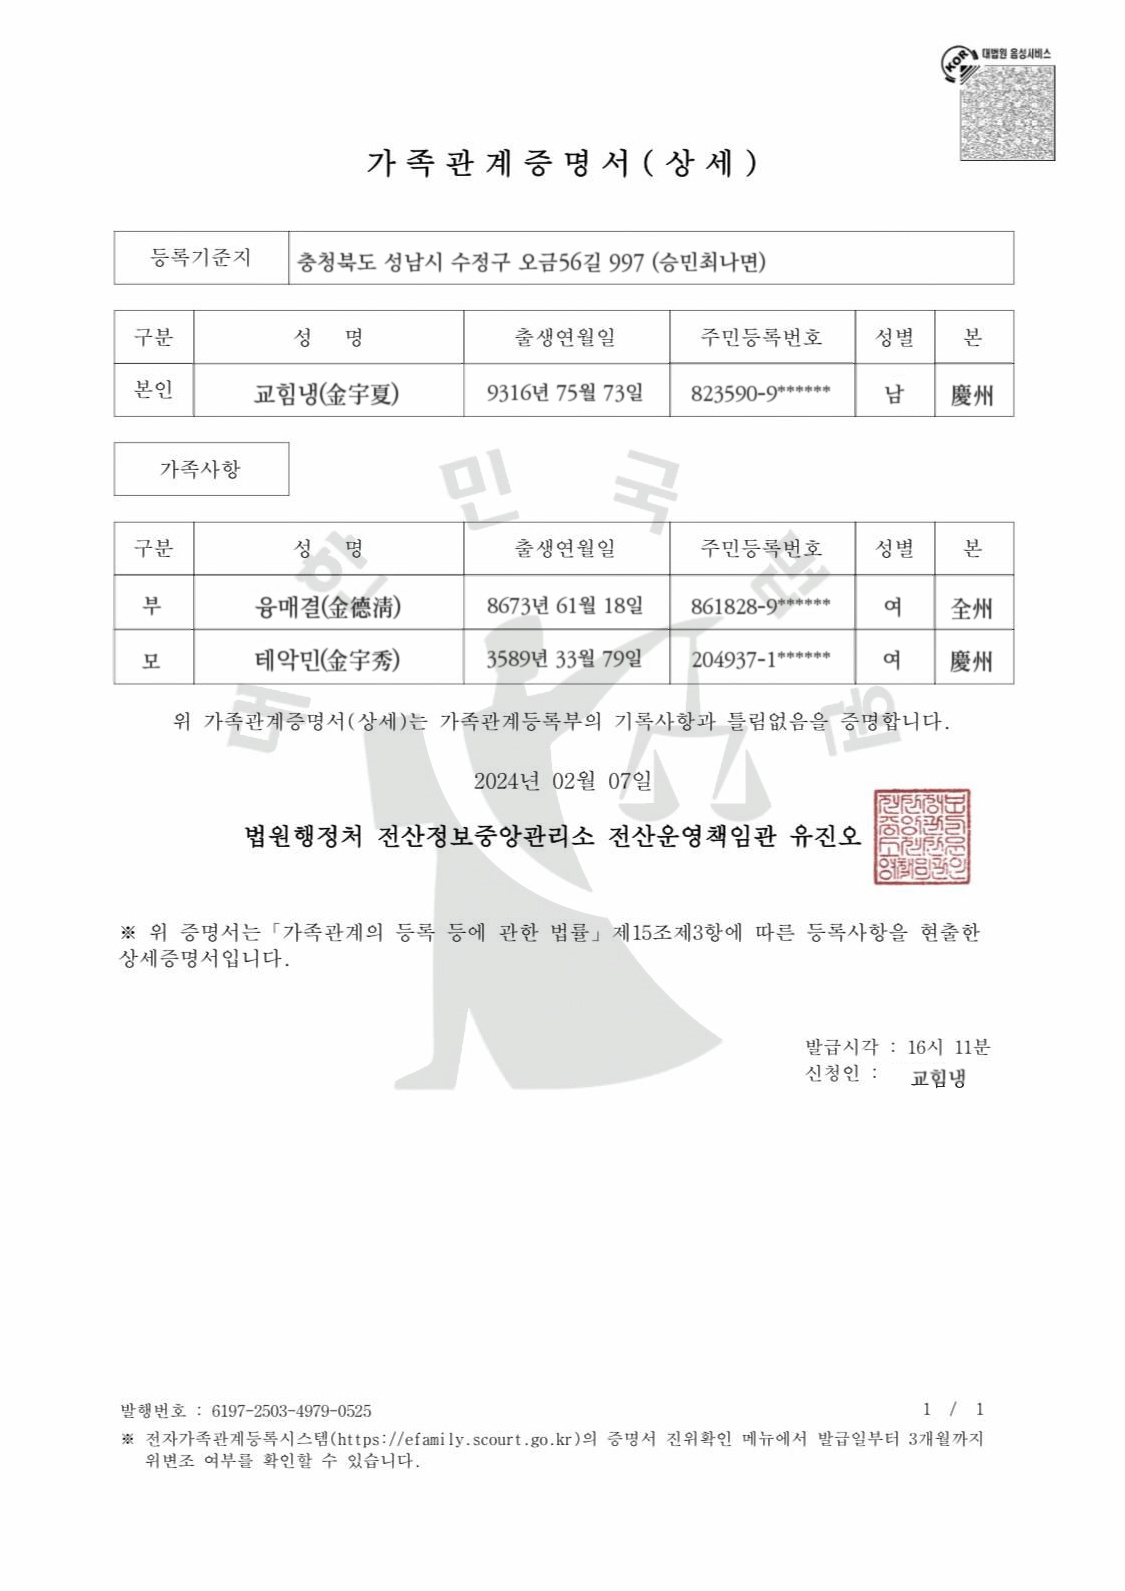 KOR 대법원 음성서비스
가족관계증명서(상세)
등록기준지 충청북도 성남시 수정구 오금56길 997 (승민최나면)
구분 성 명 출생연월일 주민등록번호 성별 본
본인 교힘냉(金宇夏) 9316년 75월 73일 823590-9****** 남 慶州
가족사항
구분 성 명 출생연월일 주민등록번호 성별 본
부 융매결(金德淸) 8673년 61월 18일 861828-9****** 여 全州
모 테악민(金宇秀) 3589년 33월 79일 204937-1****** 여 慶州
대한민국법원
위 가족관계증명서(상세)는 가족관계등록부의 기록사항과 틀림없음을 증명합니다.
2024년 02월 07일
법원행정처 전산정보중앙관리소 전산운영책임관 유진오
※ 위 증명서는「가족관계의 등록 등에 관한 법률」제15조제3항에 따른 등록사항을 현출한
상세증명서입니다.
발급시각 : 16시 11분
신청인 : 교힘냉
발행번호 : 6197-2503-4979-0525
1 / 1
※ 전자가족관계등록시스템(https://efamily.scourt.go.kr)의 증명서 진위확인 메뉴에서 발급일부터 3개월까지
위변조 여부를 확인할 수 있습니다.